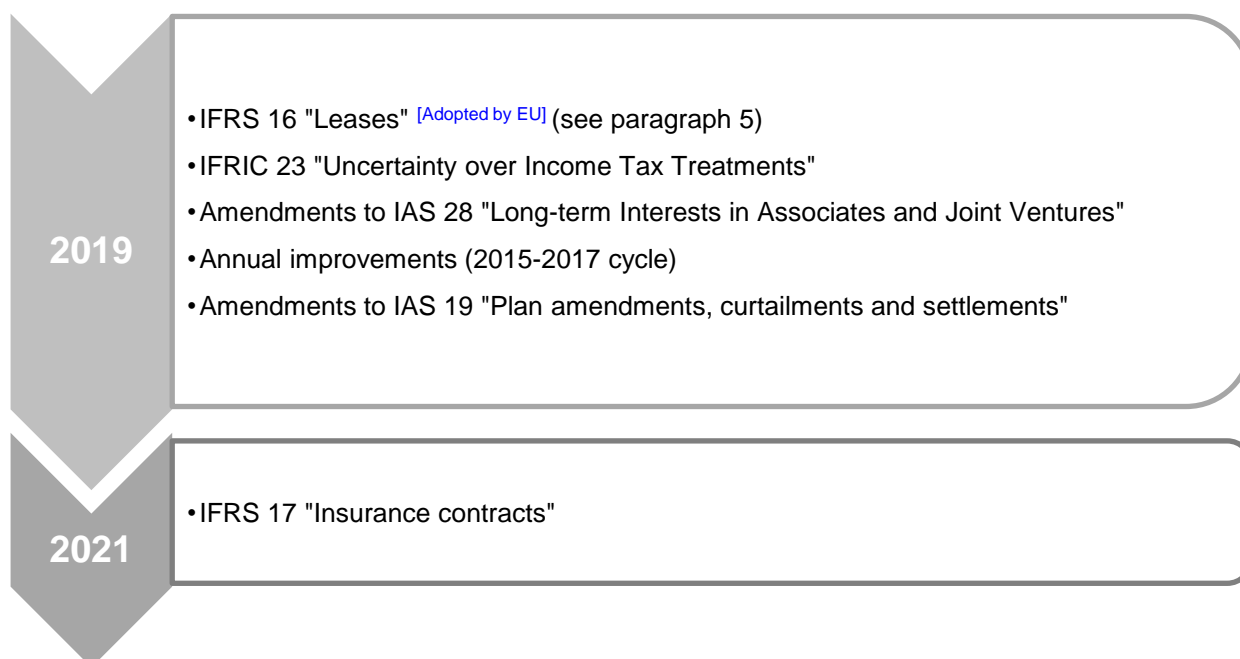 2019
•IFRS 16 "Leases" [Adopted by EU] (see paragraph 5)
•IFRIC 23 "Uncertainty over Income Tax Treatments"
•Amendments to IAS 28 "Long-term Interests in Associates and Joint Ventures"
•Annual improvements (2015-2017 cycle)
•Amendments to IAS 19 "Plan amendments, curtailments and settlements"
2021
•IFRS 17 "Insurance contracts"